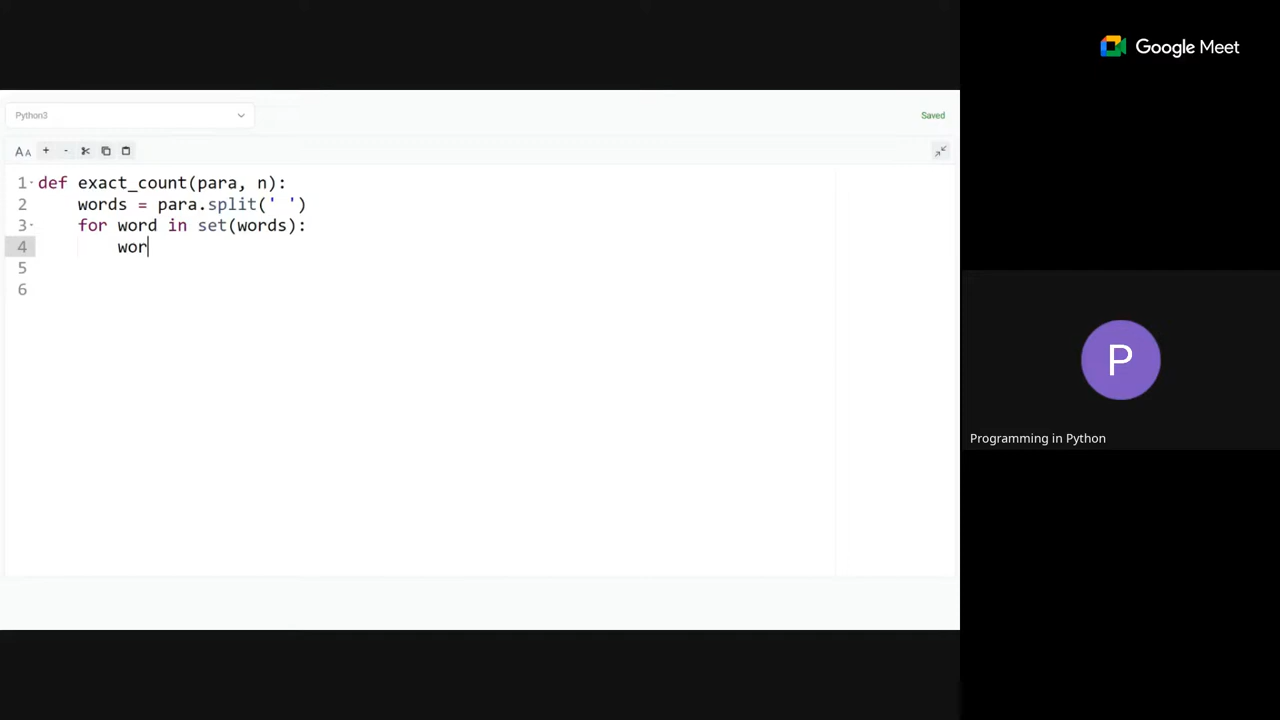 Google Meet
Python3
Saved
AA + -
1 def exact_count(para, n):
2 words = para.split(' ')
3 for word in set(words):
4 wor
5
6
P
Programming in Python